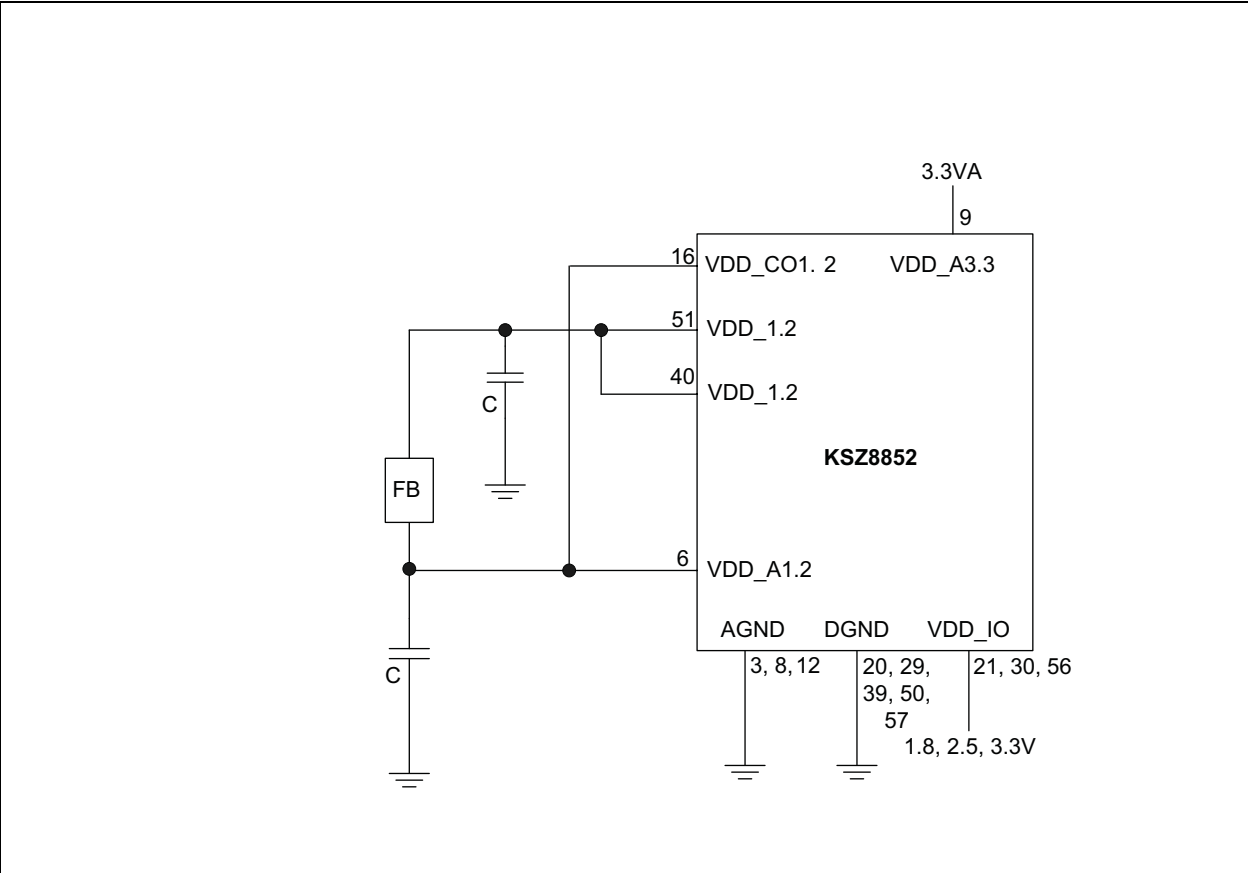 3.3VA
9
16 VDD_CO1. 2 VDD_A3.3
51 VDD_1.2
40 VDD_1.2
C
KSZ8852
FB
6 VDD_A1.2
AGND DGND VDD_IO
3, 8, 12 20, 29, 21, 30, 56
C
39, 50,
57
1.8, 2.5, 3.3V